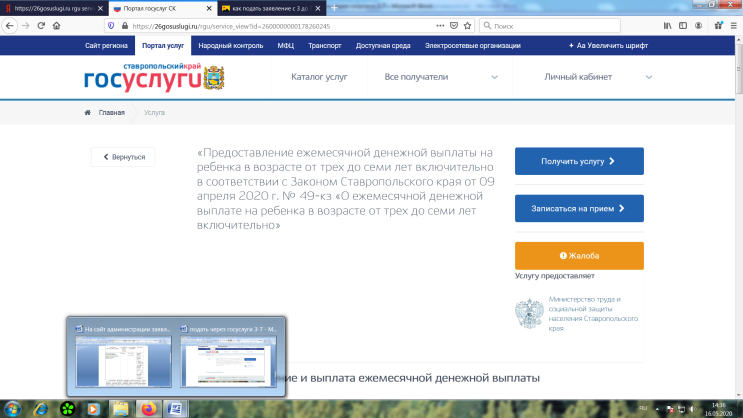 https://26gosuslugi.ru rgu serv
Портал госуслуг СК
как подать заявление с 3 до 7
https://26gosuslugi.ru/rgu/service_view?id=2600000000178260245
Поиск
Сайт региона
Портал услуг
Народный контроль
МФЦ
Транспорт
Доступная среда
Электросетевые организации
+ Аа Увеличить шрифт
ставропольский край
госуслуги
Каталог услуг
Все получатели
Личный кабинет
Главная
Услуга
Вернуться
«Предоставление ежемесячной денежной выплаты на
ребенка в возрасте от трех до семи лет включительно
в соответствии с Законом Ставропольского края от 09
апреля 2020 г. № 49-кз «О ежемесячной денежной
выплате на ребенка в возрасте от трех до семи лет
включительно»
Получить услугу
Записаться на прием
Жалоба
Услугу предоставляет
Министерство труда и
социальной защиты
населения Ставропольского
края
На сайт администрации заявле...
подать через госуслуги 3-7 - M...
ние и выплата ежемесячной денежной выплаты
RU
14:36
16.05.2020